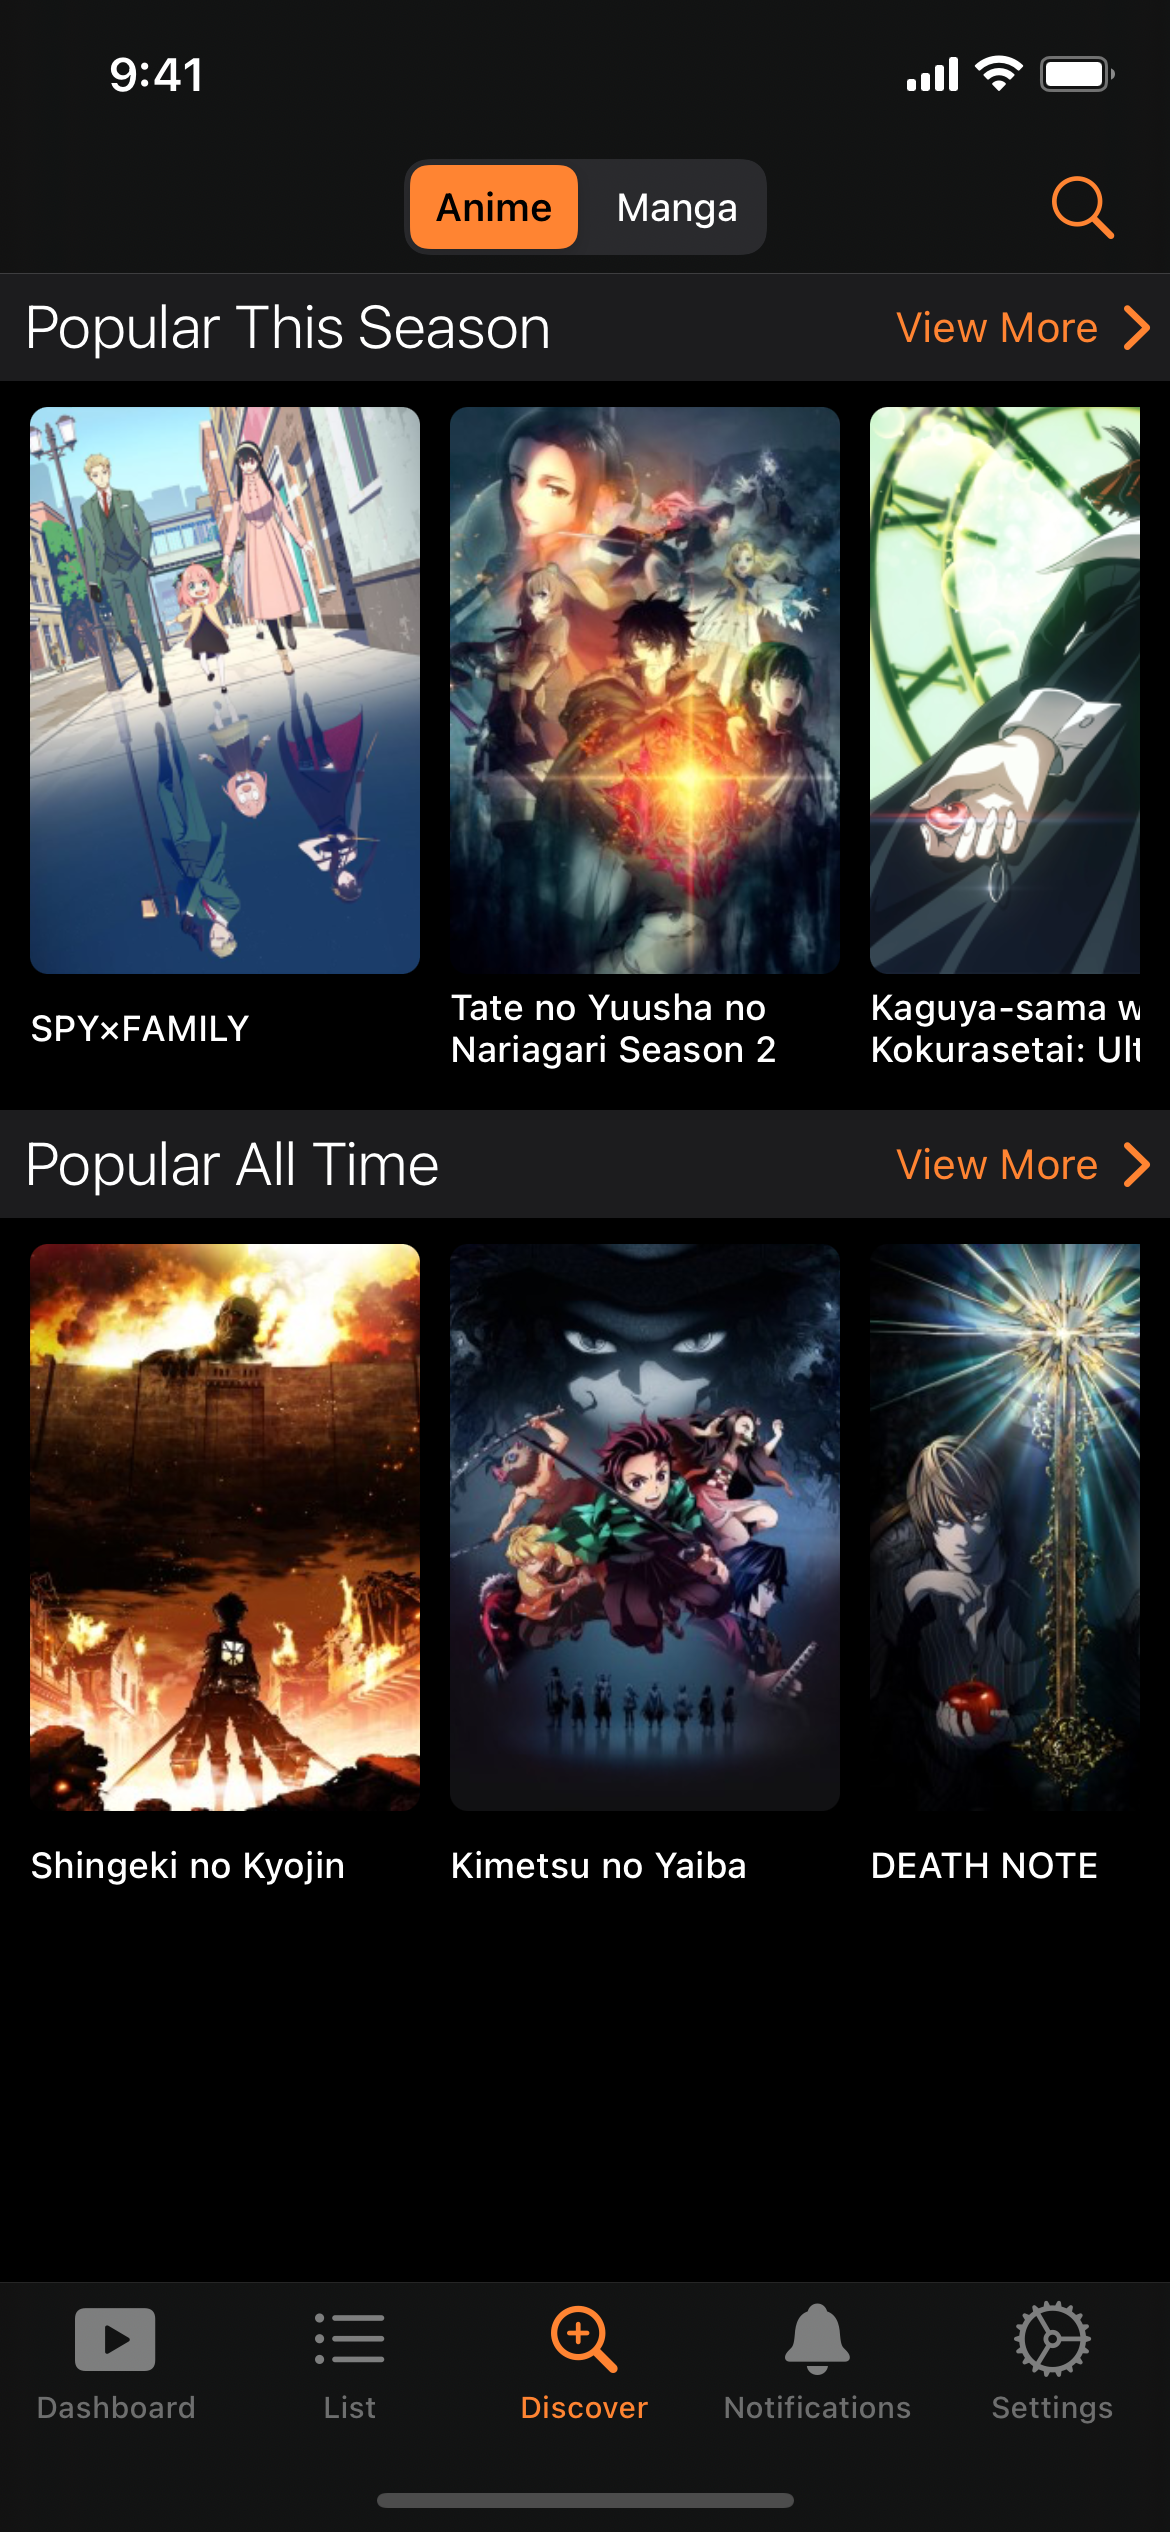 9:41
Anime
Manga
Popular This Season
View More
SPY×FAMILY
Tate no Yuusha no
Nariagari Season 2
Kaguya-sama w
Kokurasetai: Ult
Popular All Time
View More
Shingeki no Kyojin
Kimetsu no Yaiba
DEATH NOTE
Dashboard
List
Discover
Notifications
Settings